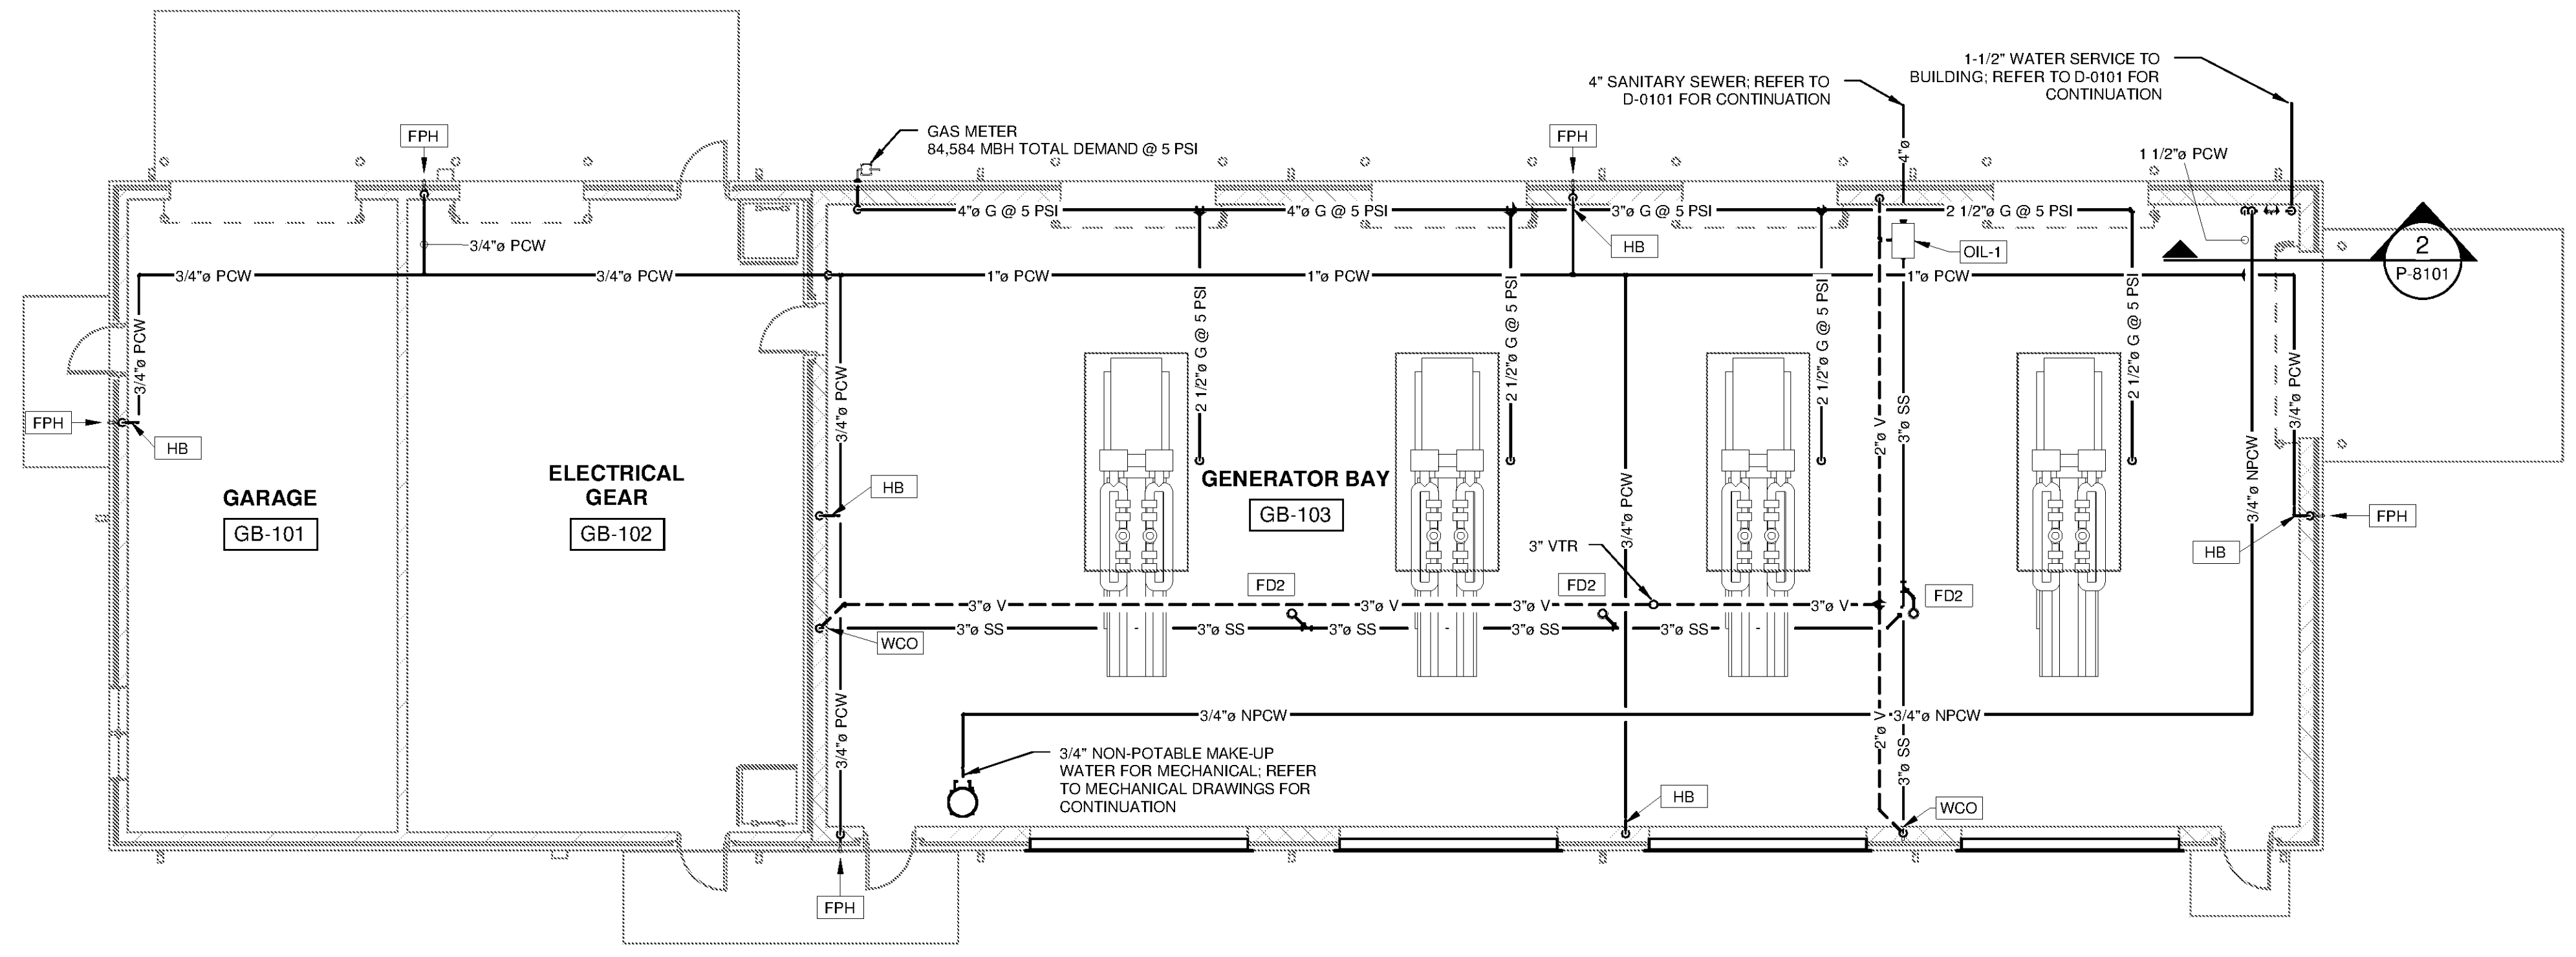 1-1/2" WATER SERVICE TO
BUILDING; REFER TO D-0101 FOR
CONTINUATION
4" SANITARY SEWER; REFER TO
D-0101 FOR CONTINUATION
GAS METER
84,584 MBH TOTAL DEMAND @ 5 PSI
FPH
FPH
4"ø
1 1/2"ø PCW
4"ø G @ 5 PSI
4"ø G @ 5 PSI
3"ø G @ 5 PSI
2 1/2"ø G @ 5 PSI
3/4"ø PCW
HB
OIL-1
2
P-8101
3/4"ø PCW
3/4"ø PCW
1"ø PCW
1"ø PCW
1"ø PCW
3/4"ø PCW
3/4"ø PCW
2 1/2"ø G @ 5 PSI
2 1/2"ø G @ 5 PSI
2 1/2"ø G @ 5 PSI
2 1/2"ø G @ 5 PSI
2"ø V
3"ø SS
3/4"ø PCW
FPH
HB
GARAGE
GB-101
ELECTRICAL
GEAR
GB-102
HB
GENERATOR BAY
GB-103
3/4"ø PCW
3/4"ø NPCW
FPH
HB
3" VTR
FD2
FD2
FD2
3"ø V
3"ø V
3"ø V
3"ø V
3"ø SS
3"ø SS
3"ø SS
3"ø SS
3"ø SS
WCO
3/4"ø PCW
3/4"ø NPCW
3/4"ø NPCW
2"ø V
3"ø SS
3/4" NON-POTABLE MAKE-UP
WATER FOR MECHANICAL; REFER
TO MECHANICAL DRAWINGS FOR
CONTINUATION
HB
WCO
FPH